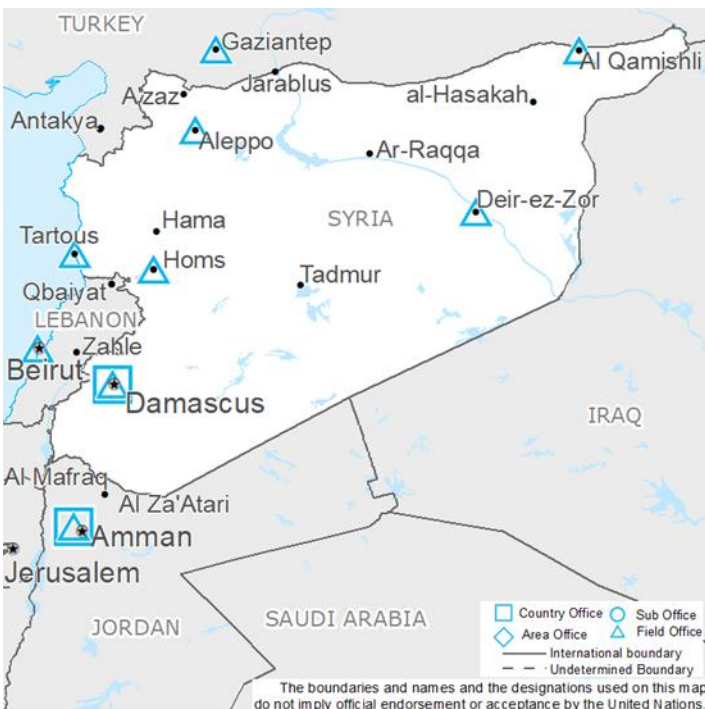 TURKEY
Gaziantep
Al Qamishli
Jarablus
A'zaz
al-Hasakah
Antakya
Aleppo
Ar-Raqqa
Deir-ez-Zor
Hama
SYRIA
Tartous
Homs
Tadmur
Qbaiyat
LEBANON
Zahle
Beirut
Damascus
IRAQ
Al-Mafraq
Al Za'Atari
Amman
Jerusalem
JORDAN
SAUDI ARABIA
Country Office
Sub Office
Area Office
Field Office
International boundary
Undetermined Boundary
The boundaries and names and the designations used on this map
do not imply official endorsement or acceptance by the United Nations.